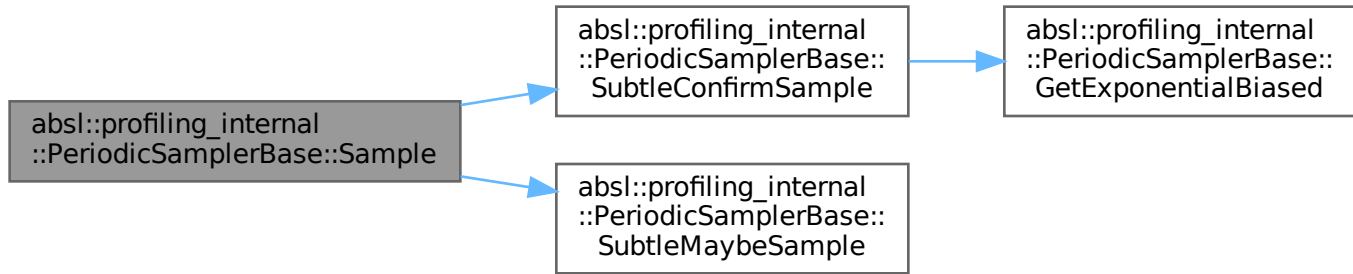 absl::profiling_internal
::PeriodicSamplerBase::Sample
absl::profiling_internal
::PeriodicSamplerBase::
SubtleConfirmSample
absl::profiling_internal
::PeriodicSamplerBase::
GetExponentialBiased
absl::profiling_internal
::PeriodicSamplerBase::
SubtleMaybeSample